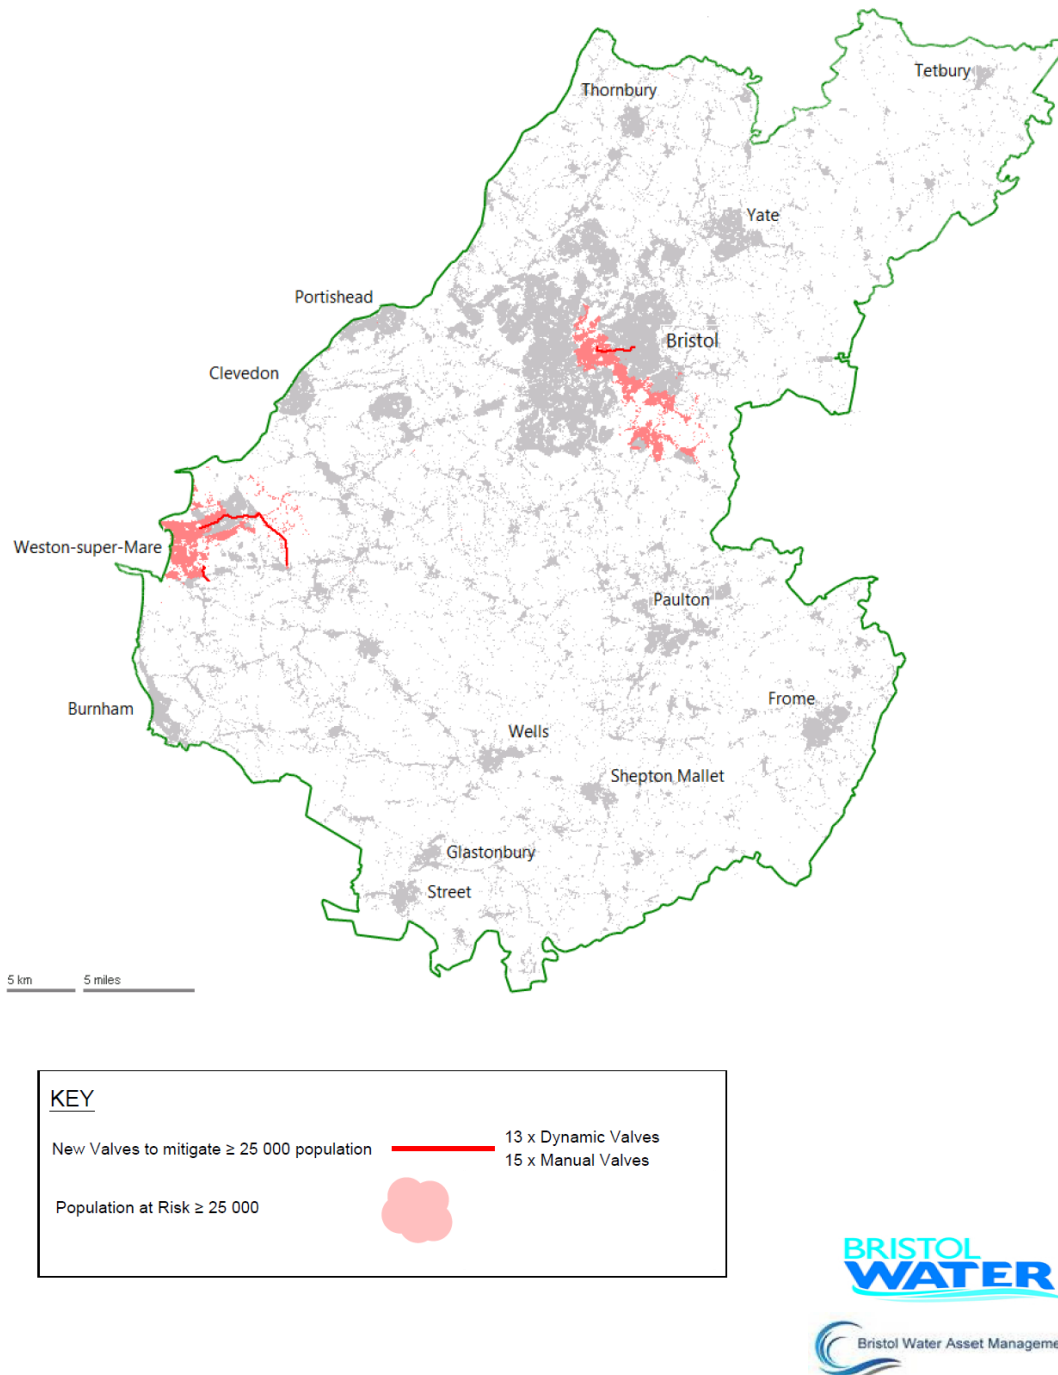 Tetbury
Thornbury
Yate
Portishead
Bristol
Clevedon
Weston-super-Mare
Paulton
Burnham
Frome
Wells
Shepton Mallet
Glastonbury
Street
5 km 5 miles
KEY
New Valves to mitigate ≥ 25 000 population
13 x Dynamic Valves
15 x Manual Valves
Population at Risk ≥ 25 000
BRISTOL
WATER
Bristol Water Asset Manageme